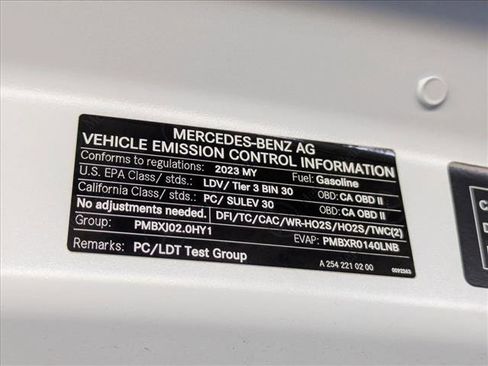 MERCEDES-BENZ AG
VEHICLE EMISSION CONTROL INFORMATION
Conforms to regulations: 2023 MY Fuel: Gasoline
U.S. EPA Class/ stds.: LDV/ Tier 3 BIN 30 OBD: CA OBD II
California Class/ stds.: PC/ SULEV 30 OBD: CA OBD II
No adjustments needed. DFI/TC/CAC/WR-HO2S/HO2S/TWC(2)
Group: PMBXJ02.0HY1 EVAP: PMBXR0140LNB
Remarks: PC/LDT Test Group A 254 221 02 00